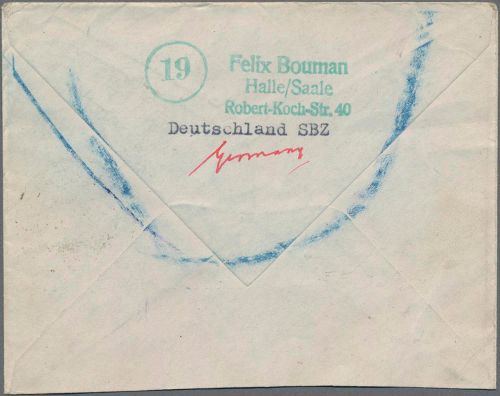 19
Felix Bouman
Halle/Saale
Robert-Koch-Str. 40
Deutschland SBZ
Germany